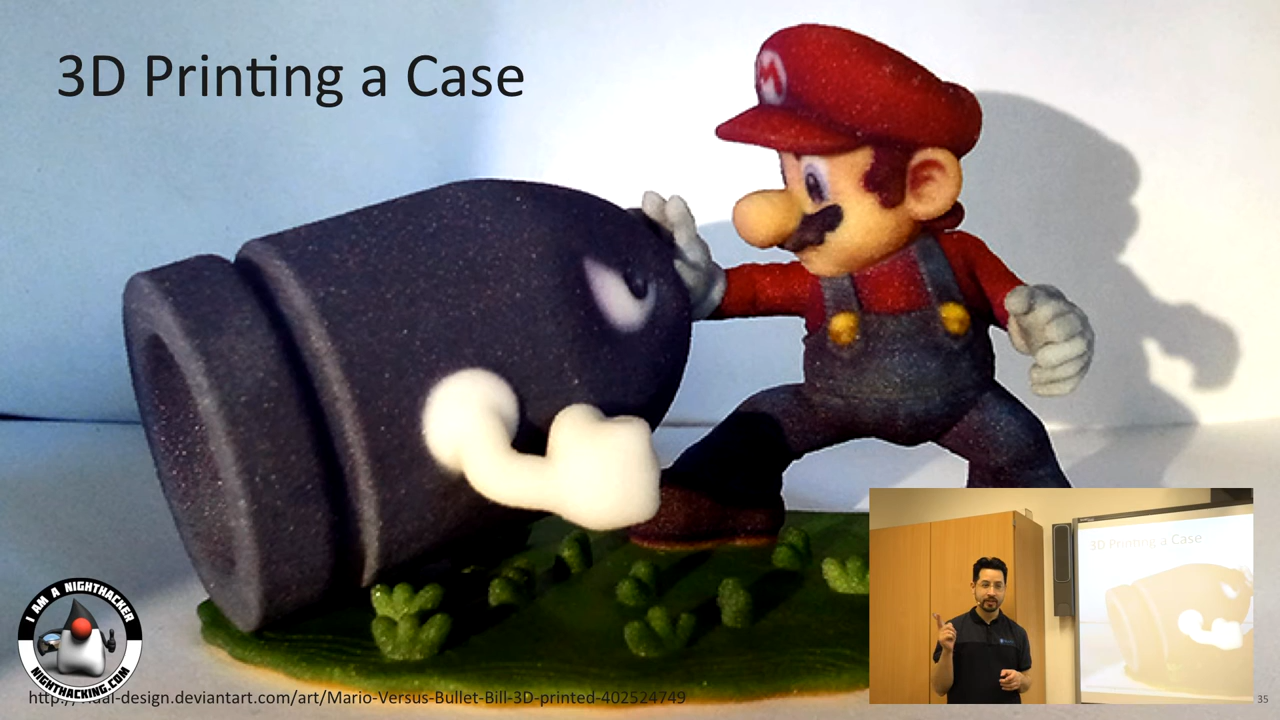 3D Printing a Case
M
3D Printing a Case
I AM A NIGHTHACKER
NIGHTHACKING.COM
-design.deviantart.com/art/Mario-Versus-Bullet-Bill-3D-printed-402524749
35